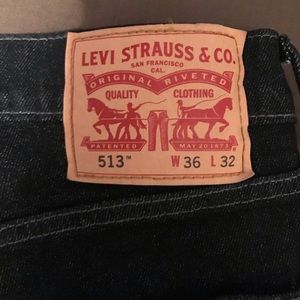 LEVI STRAUSS & CO.
SAN FRANCISCO
CAL.
ORIGINAL RIVETED
QUALITY CLOTHING
PATENTED MAY 20 1873
513™ W 36 L 32